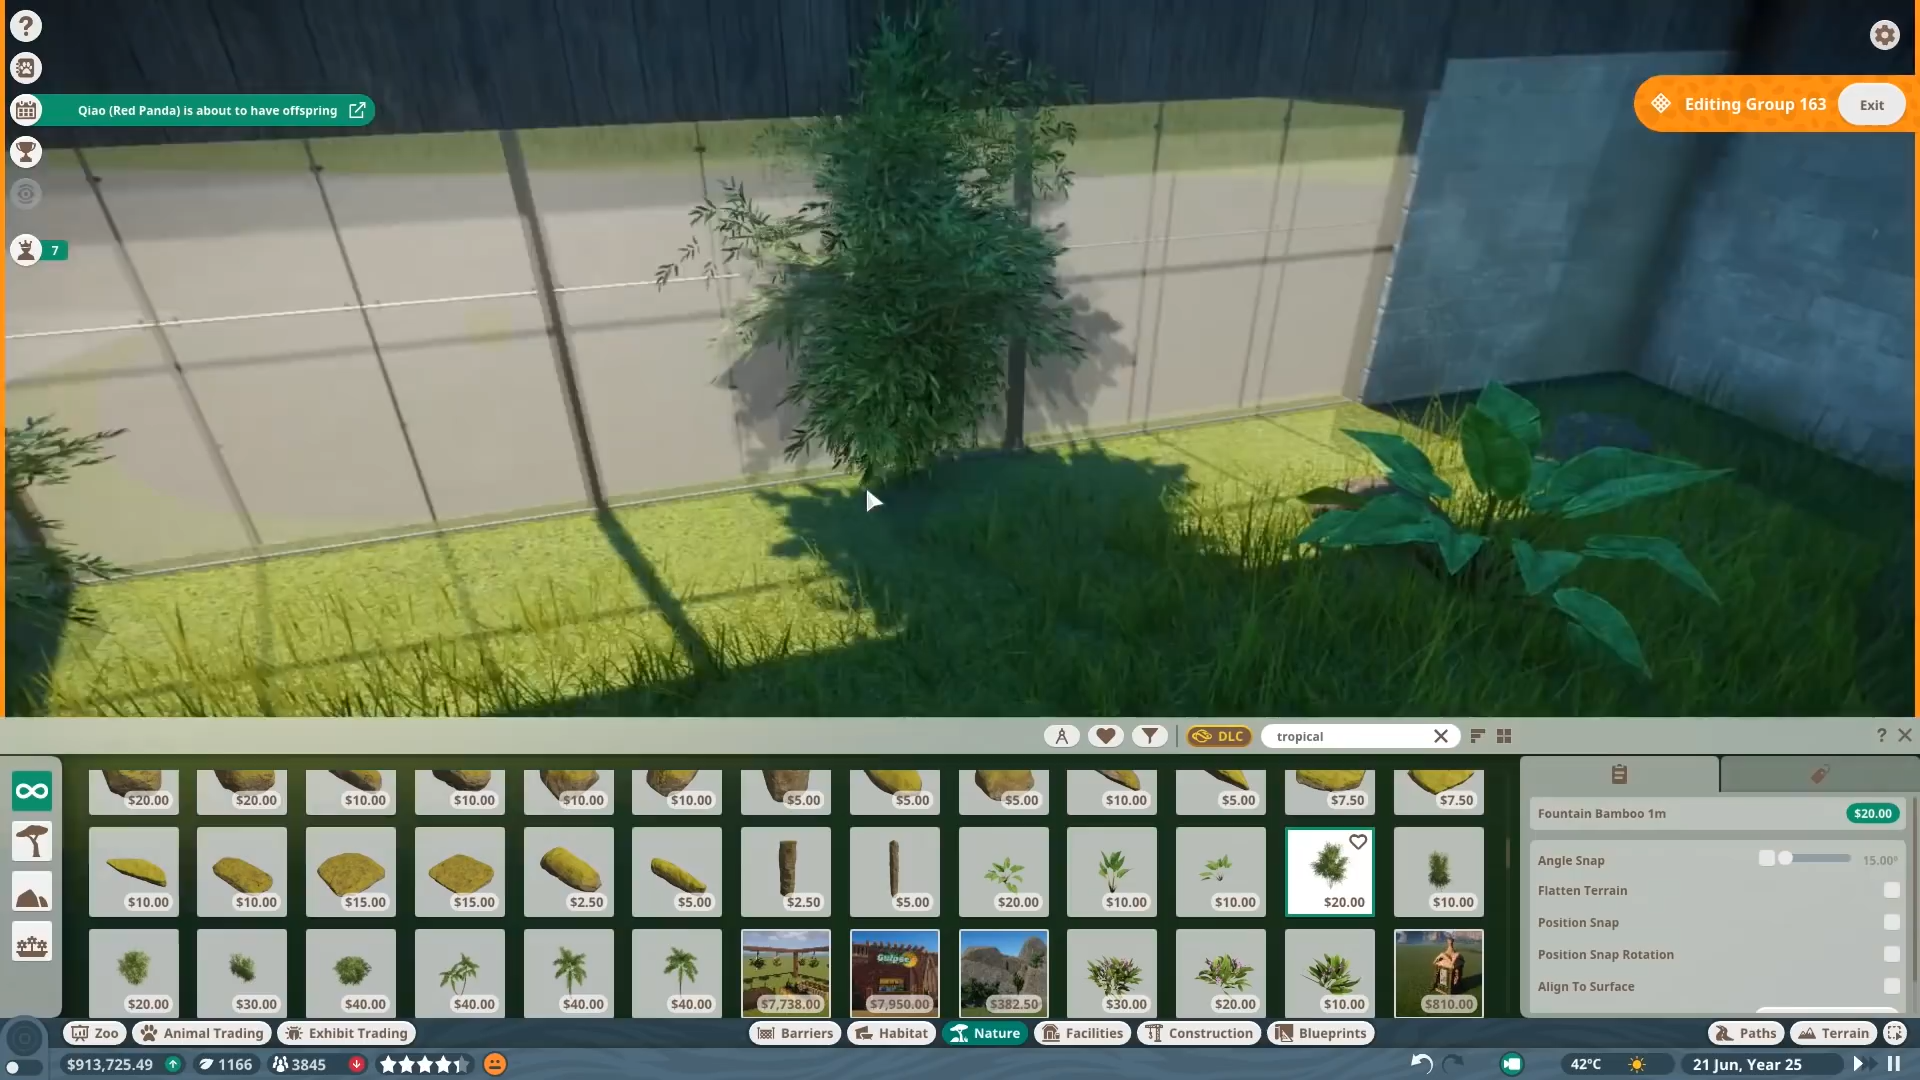 ?
Qiao (Red Panda) is about to have offspring
Editing Group 163
Exit
7
DLC
tropical
?
$20.00
$20.00
$10.00
$10.00
$10.00
$10.00
$5.00
$5.00
$5.00
$10.00
$5.00
$7.50
$7.50
$10.00
$10.00
$15.00
$15.00
$2.50
$5.00
$2.50
$5.00
$20.00
$10.00
$10.00
$20.00
$10.00
$20.00
$30.00
$40.00
$40.00
$40.00
$40.00
$7,738.00
Gulpee
$7,950.00
$382.50
$30.00
$20.00
$10.00
$810.00
Fountain Bamboo 1m
$20.00
Angle Snap
15.00°
Flatten Terrain
Position Snap
Position Snap Rotation
Align To Surface
Zoo
Animal Trading
Exhibit Trading
Barriers
Habitat
Nature
Facilities
Construction
Blueprints
Paths
Terrain
$913,725.49
1166
3845
42°C
21 Jun, Year 25